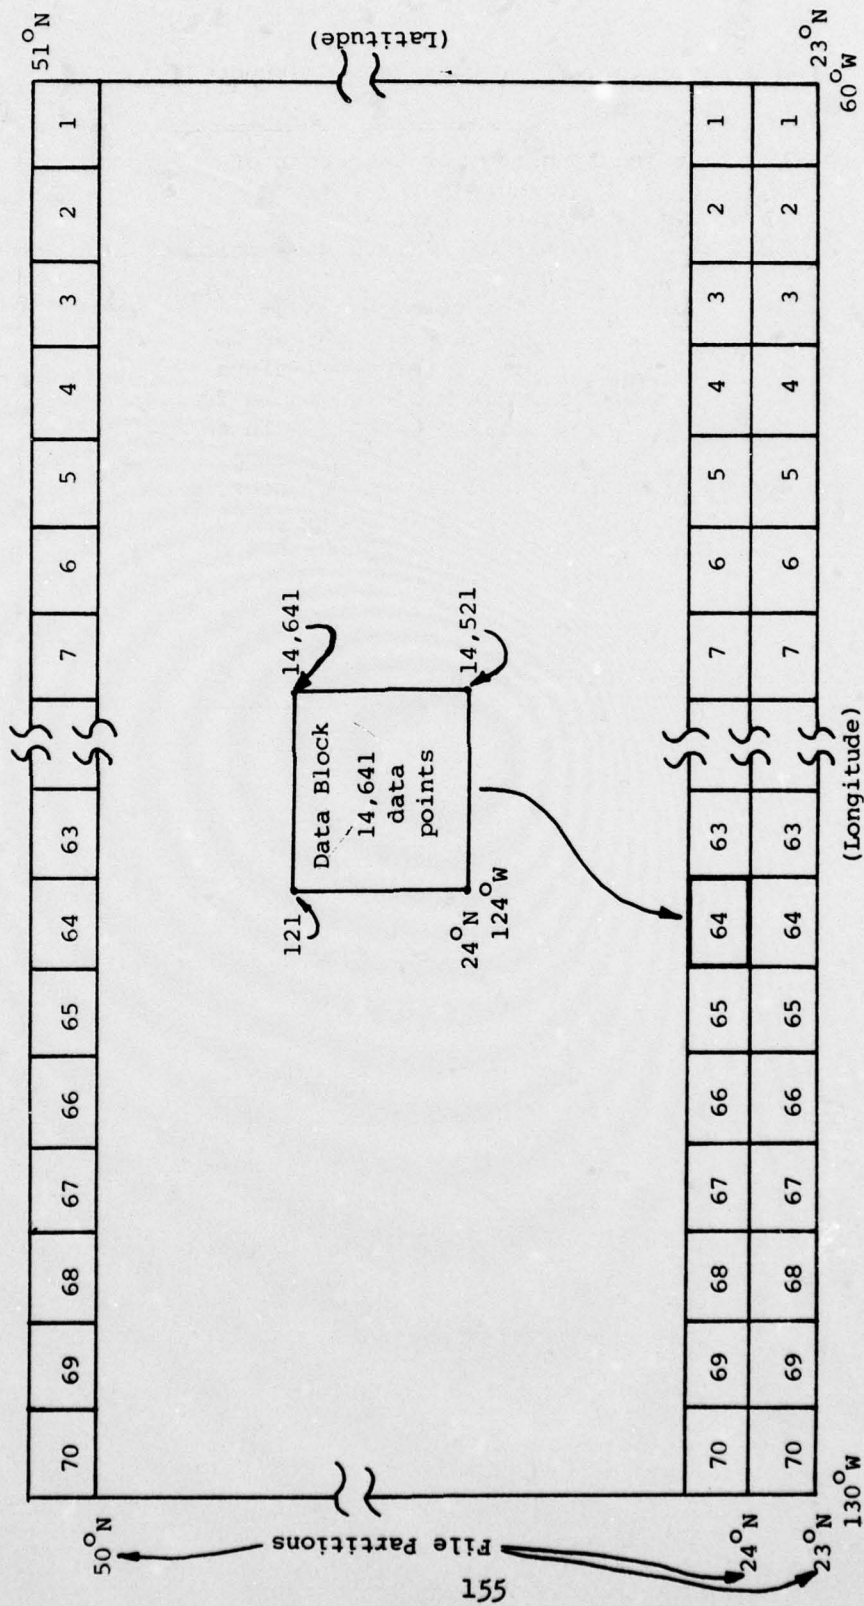 51°N
(Latitude)
70 69 68 67 66 65 64 63 7 6 5 4 3 2 1
50°N
File Partitions
121
14,641
Data Block
14,641
data
points
14,521
24°N
124°W
70 69 68 67 66 65 64 63 7 6 5 4 3 2 1
24°N
70 69 68 67 66 65 64 63 7 6 5 4 3 2 1
23°N
23°N
130°W
(Longitude)
60°W
155